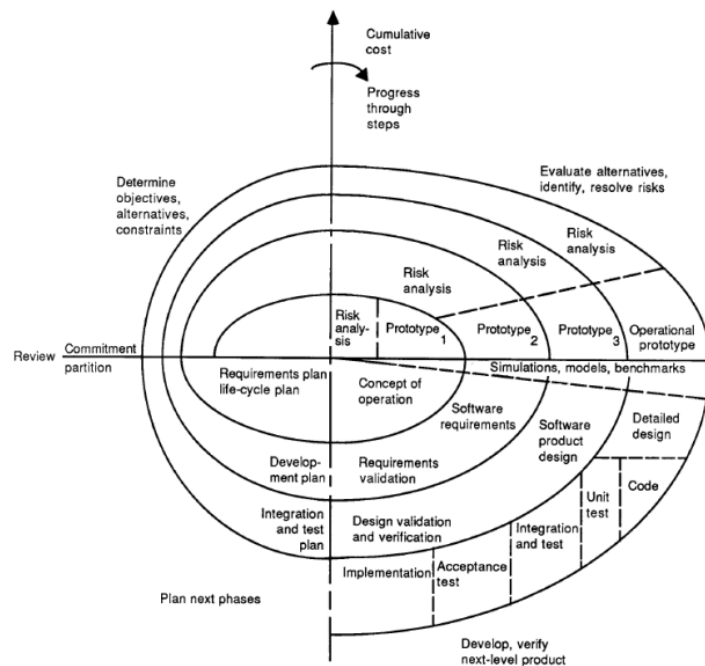 Cumulative
cost
Progress
through
steps
Determine
objectives,
alternatives,
constraints
Evaluate alternatives,
identify, resolve risks
Risk
analysis
Risk
analysis
Risk
analysis
Risk
analy-
sis
Prototype
1
Prototype
2
Prototype
3
Operational
prototype
Review
Commitment
partition
Simulations, models, benchmarks
Requirements plan
life-cycle plan
Concept of
operation
Software
requirements
Software
product
design
Detailed
design
Develop-
ment plan
Requirements
validation
Code
Unit
test
Integration
and test
plan
Design validation
and verification
Integration
and test
Acceptance
test
Implementation
Plan next phases
Develop, verify
next-level product